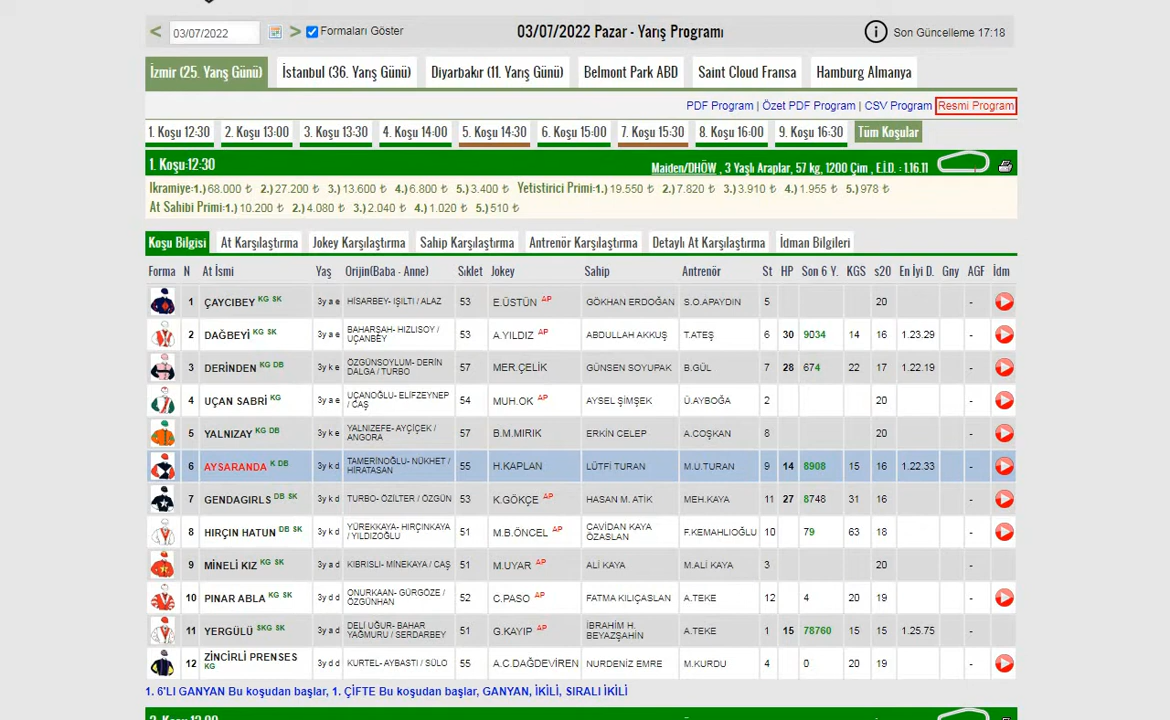 < 03/07/2022 > Formaları Göster 03/07/2022 Pazar - Yarış Programı Son Güncelleme 17:18
İzmir (25. Yarış Günü) İstanbul (36. Yarış Günü) Diyarbakır (11. Yarış Günü) Belmont Park ABD Saint Cloud Fransa Hamburg Almanya
PDF Program | Özet PDF Program | CSV Program Resmi Program
1. Koşu 12:30 2. Koşu 13:00 3. Koşu 13:30 4. Koşu 14:00 5. Koşu 14:30 6. Koşu 15:00 7. Koşu 15:30 8. Koşu 16:00 9. Koşu 16:30 Tüm Koşular
1. Koşu:12:30 Maiden/DHÖW , 3 Yaşlı Araplar, 57 kg, 1200 Çim , E.İ.D. : 1.16.11
Ikramiye:1.) 68.000 ₺ 2.) 27.200 ₺ 3.) 13.600 ₺ 4.) 6.800 ₺ 5.) 3.400 ₺ Yetistirici Primi:1.) 19.550 ₺ 2.) 7.820 ₺ 3.) 3.910 ₺ 4.) 1.955 ₺ 5.) 978 ₺
At Sahibi Primi:1.) 10.200 ₺ 2.) 4.080 ₺ 3.) 2.040 ₺ 4.) 1.020 ₺ 5.) 510 ₺
Koşu Bilgisi At Karşılaştırma Jokey Karşılaştırma Sahip Karşılaştırma Antrenör Karşılaştırma Detaylı At Karşılaştırma İdman Bilgileri
Forma N At İsmi Yaş Orijin(Baba - Anne) Sıklet Jokey Sahip Antrenör St HP Son 6 Y. KGS s20 En İyi D. Gny AGF İdm
1 ÇAYCIBEY KG SK 3y a e HİSARBEY- IŞILTI / ALAZ 53 E.ÜSTÜN AP GÖKHAN ERDOĞAN S.O.APAYDIN 5 20 -
2 DAĞBEYİ KG SK 3y a e BAHARŞAH- HIZLISOY / UÇANBEY 53 A.YILDIZ AP ABDULLAH AKKUŞ T.ATEŞ 6 30 9034 14 16 1.23.29 -
3 DERİNDEN KG DB 3y k e ÖZGÜNSOYLUM- DERİN DALGA / TURBO 57 MER.ÇELİK GÜNSEN SOYUPAK B.GÜL 7 28 674 22 17 1.22.19 -
4 UÇAN SABRİ KG 3y a e UÇANOĞLU- ELİFZEYNEP / CAŞ 54 MUH.OK AP AYSEL ŞİMŞEK Ü.AYBOĞA 2 20 -
5 YALNIZAY KG DB 3y k e YALNIZEFE- AYÇİÇEK / ANGORA 57 B.M.MIRIK ERKİN CELEP A.COŞKAN 8 20 -
6 AYSARANDA K DB 3y k d TAMERİNOĞLU- NÜKHET / HİRATASAN 55 H.KAPLAN LÜTFİ TURAN M.U.TURAN 9 14 8908 15 16 1.22.33 -
7 GENDAGIRLS DB SK 3y k d TURBO- ÖZİLTER / ÖZGÜN 53 K.GÖKÇE AP HASAN M. ATİK MEH.KAYA 11 27 8748 31 16 -
8 HIRÇIN HATUN DB SK 3y k d YÜREKKAYA- HIRÇINKAYA / YILDIZOĞLU 51 M.B.ÖNCEL AP CAVİDAN KAYA ÖZASLAN F.KEMAHLIOĞLU 10 79 63 18 -
9 MİNELİ KIZ KG SK 3y a d KIBRISLI- MİNEKAYA / CAŞ 51 M.UYAR AP ALİ KAYA M.ALİ KAYA 3 20 -
10 PINAR ABLA KG SK 3y d d ONURKAAN- GÜRGÖZE / ÖZGÜNHAN 52 C.PASO AP FATMA KILIÇASLAN A.TEKE 12 4 20 19 -
11 YERGÜLÜ SKG SK 3y a d DELİ UĞUR- BAHAR YAĞMURU / SERDARBEY 51 G.KAYIP AP İBRAHİM H. BEYAZŞAHİN A.TEKE 1 15 78760 15 15 1.25.75 -
12 ZİNCİRLİ PRENSES KG 3y d d KURTEL- AYBASTI / SÜLO 55 A.C.DAĞDEVİREN NURDENİZ EMRE M.KURDU 4 0 20 19 -
1. 6'LI GANYAN Bu koşudan başlar, 1. ÇİFTE Bu koşudan başlar, GANYAN, İKİLİ, SIRALI İKİLİ